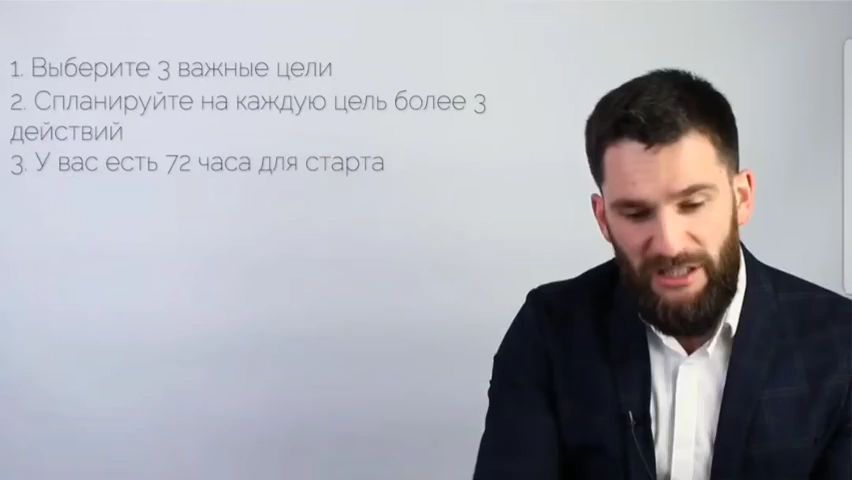 1. Выберите 3 важные цели
2. Спланируйте на каждую цель более 3
действий
3. У вас есть 72 часа для старта